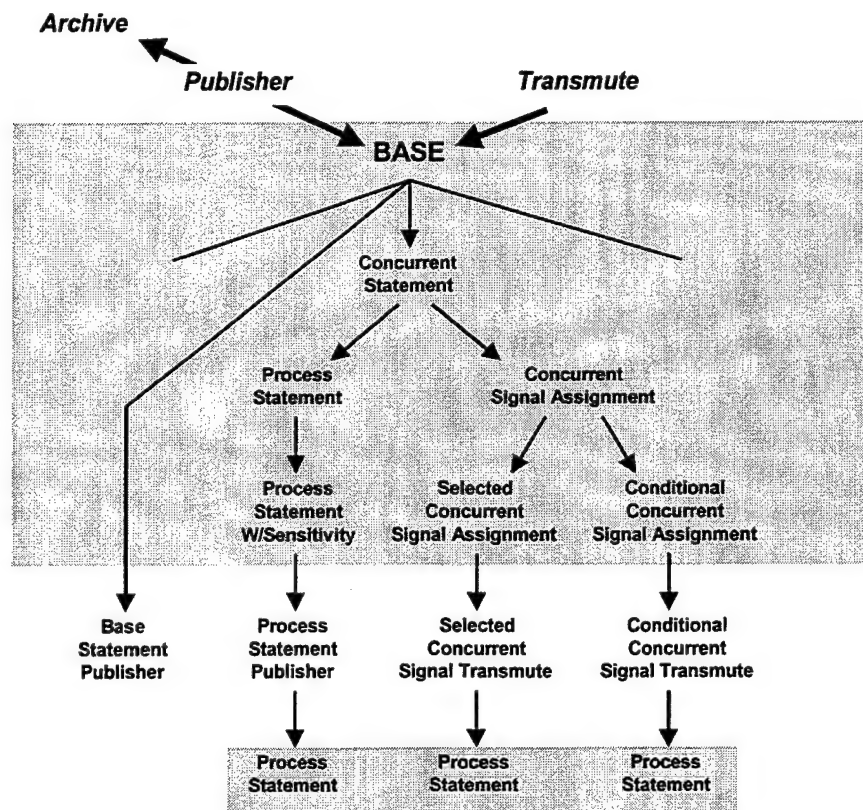 Archive
Publisher
Transmute
BASE
Concurrent
Statement
Process
Statement
Concurrent
Signal Assignment
Process
Statement
W/Sensitivity
Selected
Concurrent
Signal Assignment
Conditional
Concurrent
Signal Assignment
Base
Statement
Publisher
Process
Statement
Publisher
Selected
Concurrent
Signal Transmute
Conditional
Concurrent
Signal Transmute
Process
Statement
Process
Statement
Process
Statement